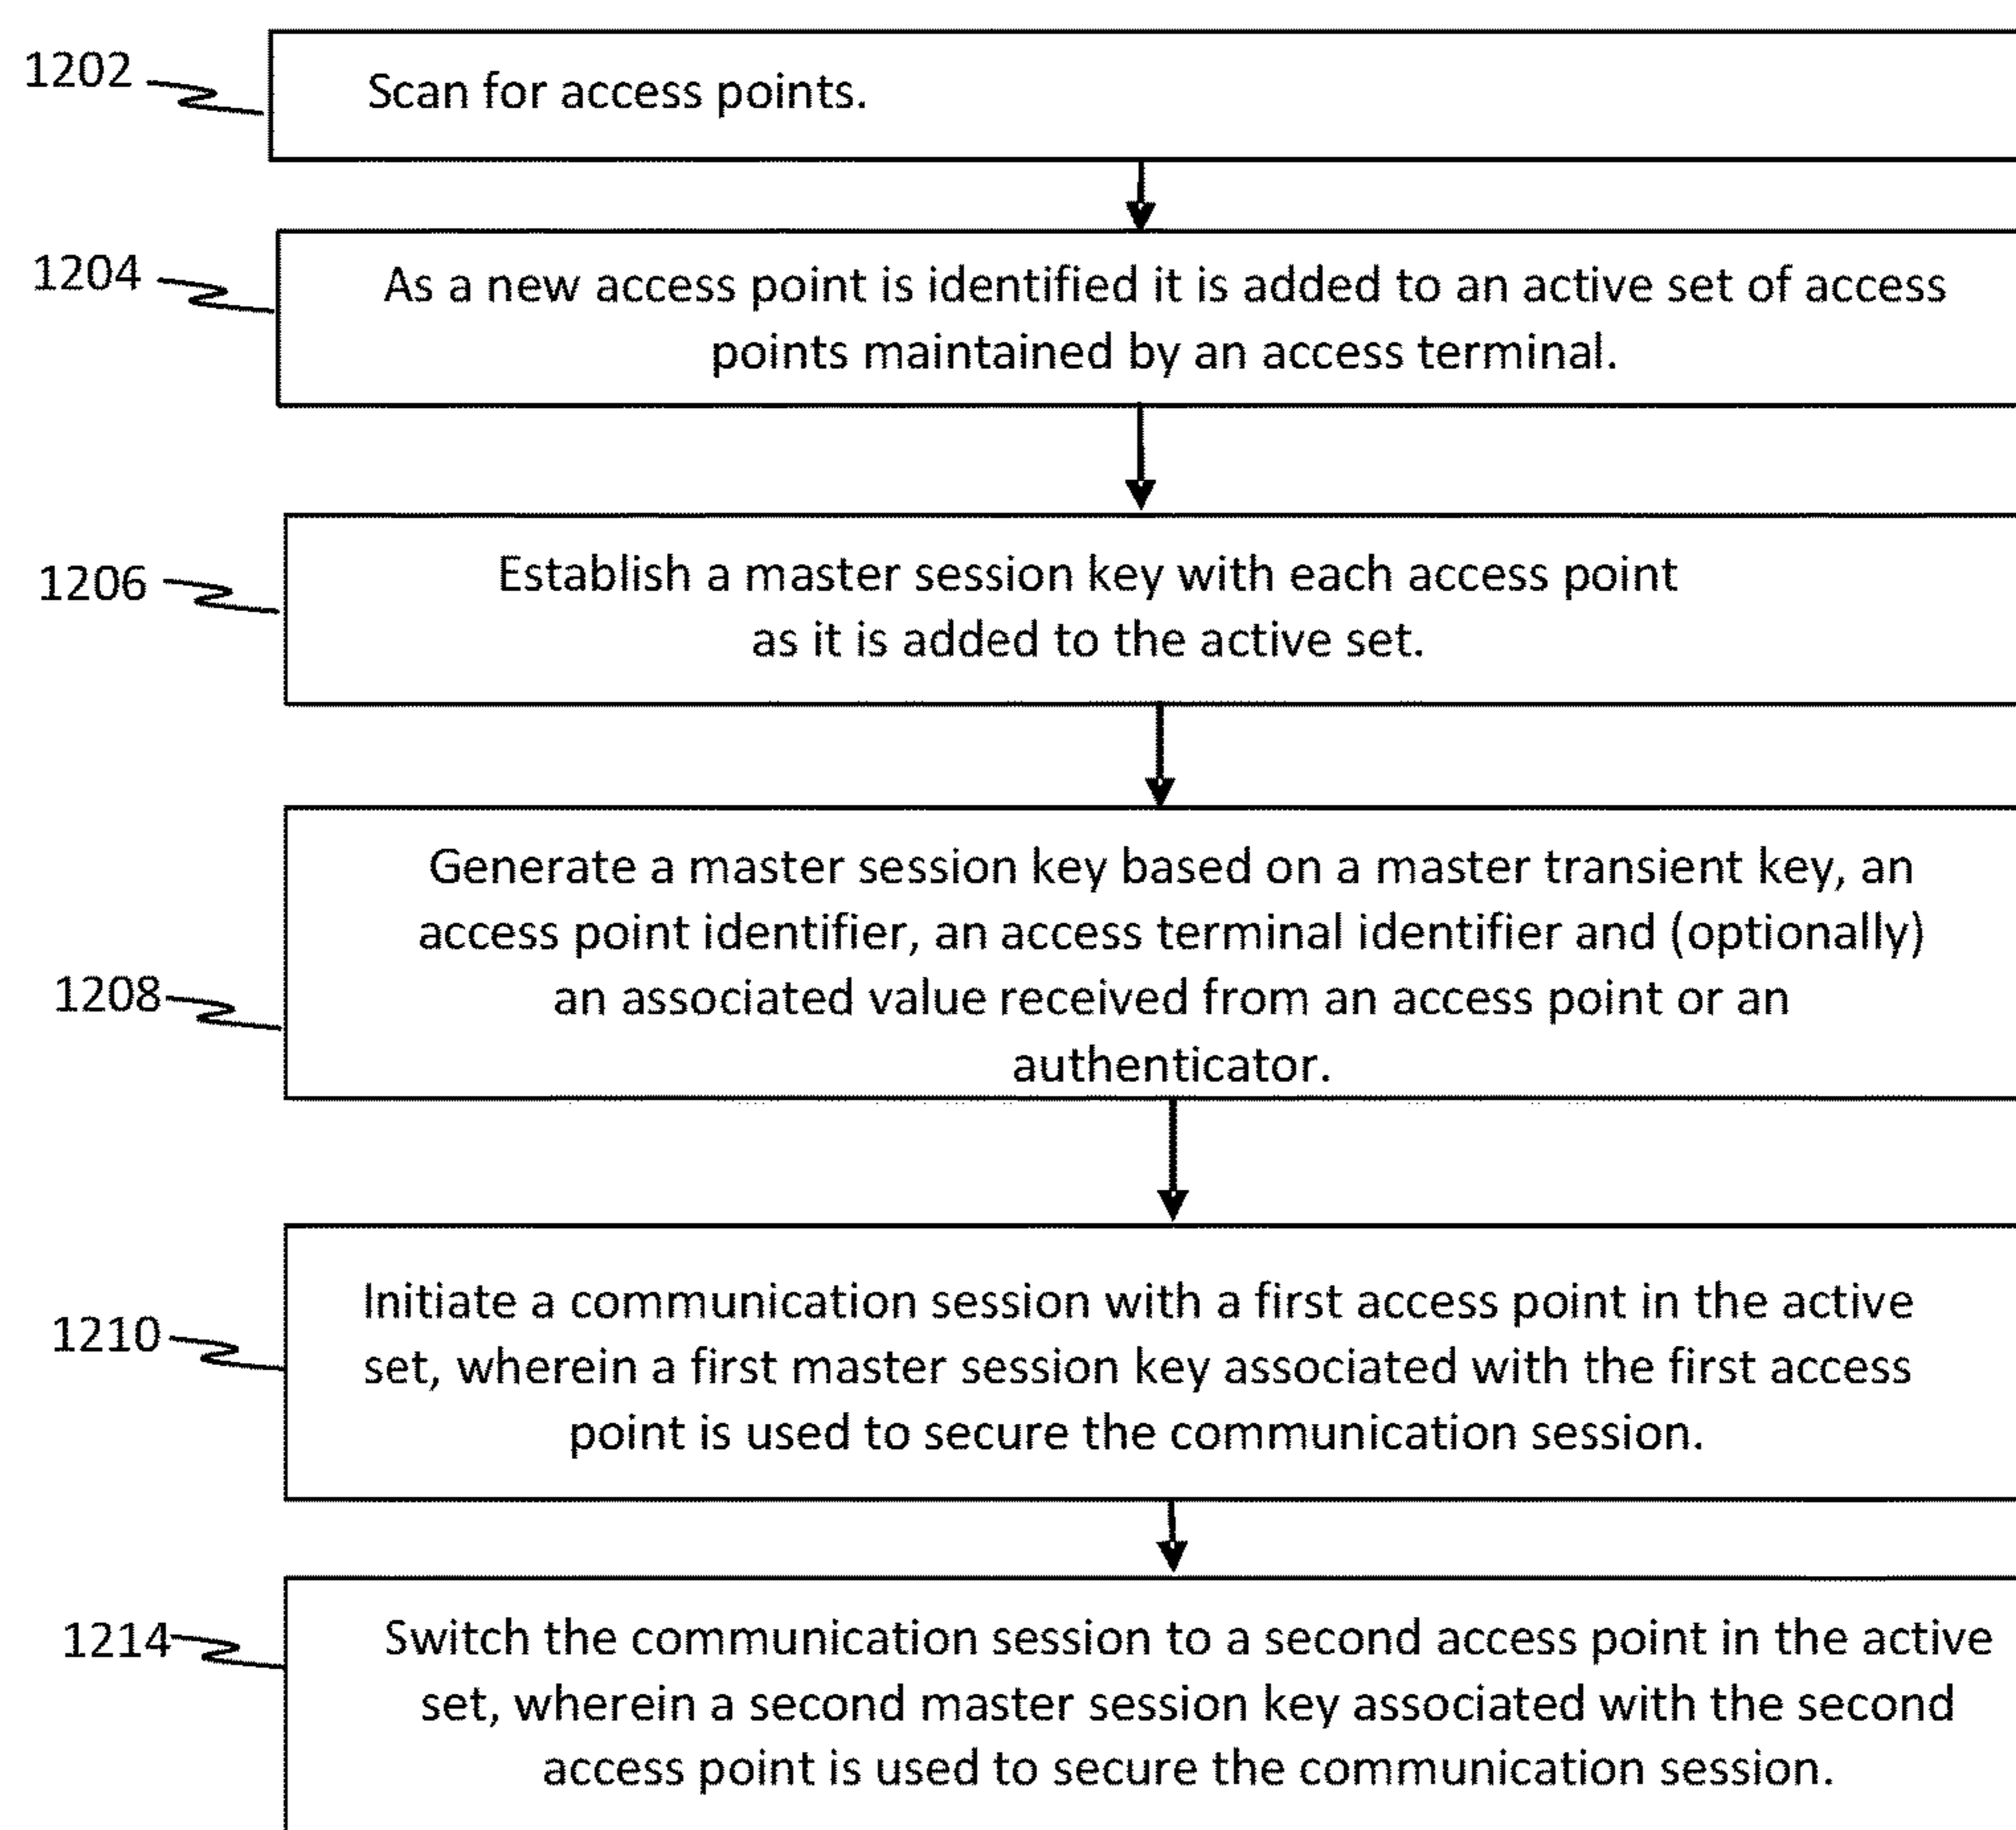 1202
Scan for access points.
1204
As a new access point is identified it is added to an active set of access
points maintained by an access terminal.
1206
Establish a master session key with each access point
as it is added to the active set.
1208
Generate a master session key based on a master transient key, an
access point identifier, an access terminal identifier and (optionally)
an associated value received from an access point or an
authenticator.
1210
Initiate a communication session with a first access point in the active
set, wherein a first master session key associated with the first access
point is used to secure the communication session.
1214
Switch the communication session to a second access point in the active
set, wherein a second master session key associated with the second
access point is used to secure the communication session.